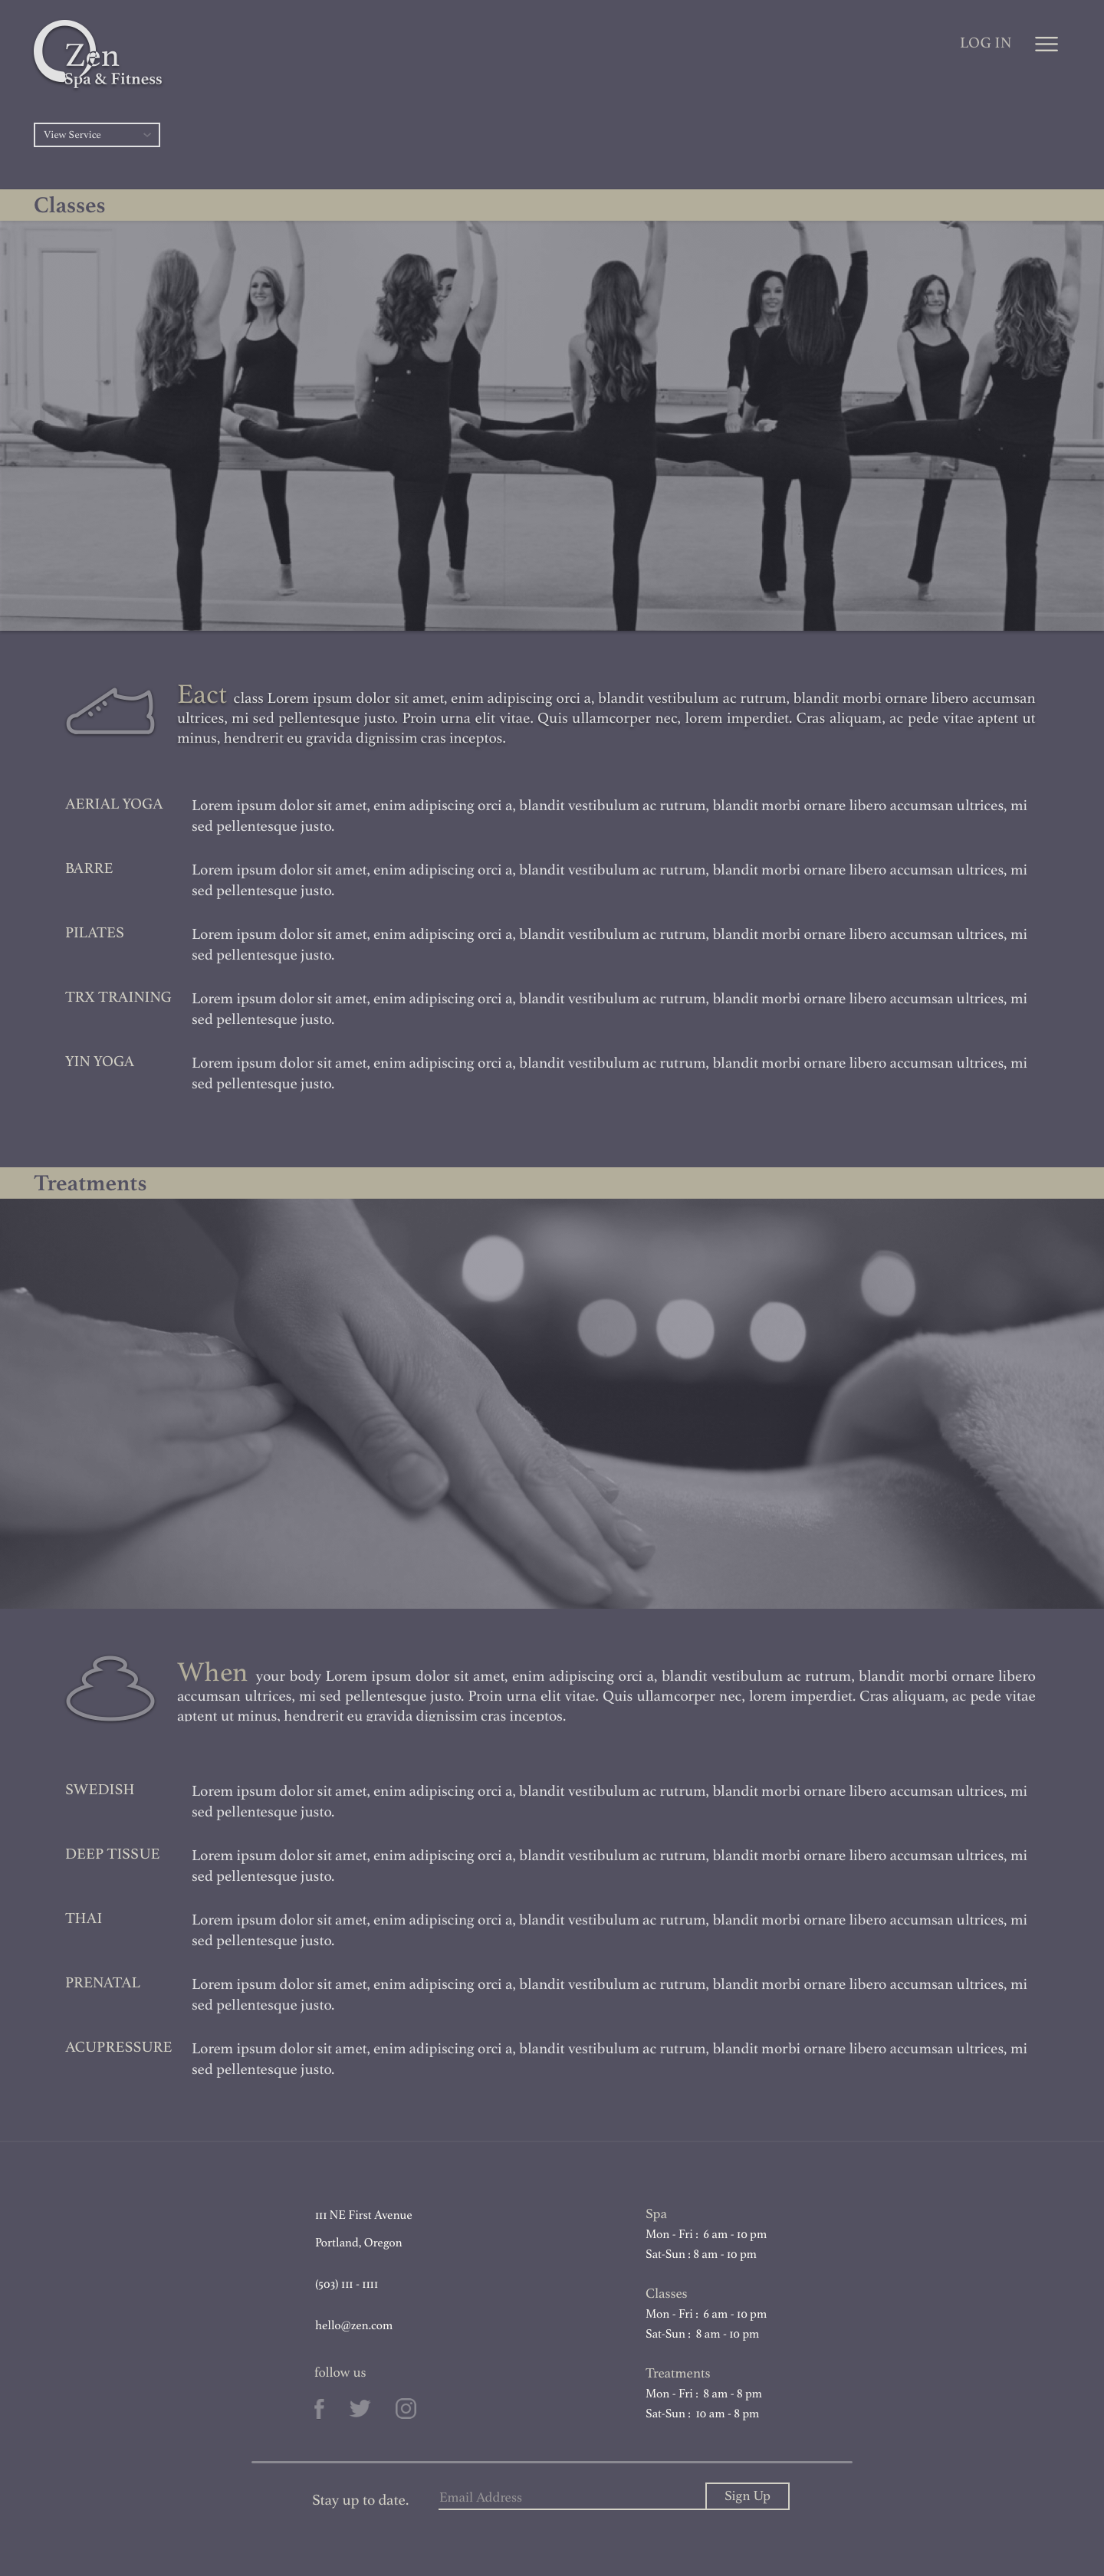 Zen
Spa & Fitness
LOG IN
View Service
Classes
Eact class Lorem ipsum dolor sit amet, enim adipiscing orci a, blandit vestibulum ac rutrum, blandit morbi ornare libero accumsan
ultrices, mi sed pellentesque justo. Proin urna elit vitae. Quis ullamcorper nec, lorem imperdiet. Cras aliquam, ac pede vitae aptent ut
minus, hendrerit eu gravida dignissim cras inceptos.
AERIAL YOGA Lorem ipsum dolor sit amet, enim adipiscing orci a, blandit vestibulum ac rutrum, blandit morbi ornare libero accumsan ultrices, mi
sed pellentesque justo.
BARRE Lorem ipsum dolor sit amet, enim adipiscing orci a, blandit vestibulum ac rutrum, blandit morbi ornare libero accumsan ultrices, mi
sed pellentesque justo.
PILATES Lorem ipsum dolor sit amet, enim adipiscing orci a, blandit vestibulum ac rutrum, blandit morbi ornare libero accumsan ultrices, mi
sed pellentesque justo.
TRX TRAINING Lorem ipsum dolor sit amet, enim adipiscing orci a, blandit vestibulum ac rutrum, blandit morbi ornare libero accumsan ultrices, mi
sed pellentesque justo.
YIN YOGA Lorem ipsum dolor sit amet, enim adipiscing orci a, blandit vestibulum ac rutrum, blandit morbi ornare libero accumsan ultrices, mi
sed pellentesque justo.
Treatments
When your body Lorem ipsum dolor sit amet, enim adipiscing orci a, blandit vestibulum ac rutrum, blandit morbi ornare libero
accumsan ultrices, mi sed pellentesque justo. Proin urna elit vitae. Quis ullamcorper nec, lorem imperdiet. Cras aliquam, ac pede vitae
aptent ut minus, hendrerit eu gravida dignissim cras inceptos.
SWEDISH Lorem ipsum dolor sit amet, enim adipiscing orci a, blandit vestibulum ac rutrum, blandit morbi ornare libero accumsan ultrices, mi
sed pellentesque justo.
DEEP TISSUE Lorem ipsum dolor sit amet, enim adipiscing orci a, blandit vestibulum ac rutrum, blandit morbi ornare libero accumsan ultrices, mi
sed pellentesque justo.
THAI Lorem ipsum dolor sit amet, enim adipiscing orci a, blandit vestibulum ac rutrum, blandit morbi ornare libero accumsan ultrices, mi
sed pellentesque justo.
PRENATAL Lorem ipsum dolor sit amet, enim adipiscing orci a, blandit vestibulum ac rutrum, blandit morbi ornare libero accumsan ultrices, mi
sed pellentesque justo.
ACUPRESSURE Lorem ipsum dolor sit amet, enim adipiscing orci a, blandit vestibulum ac rutrum, blandit morbi ornare libero accumsan ultrices, mi
sed pellentesque justo.
111 NE First Avenue
Portland, Oregon
(503) 111 - 1111
hello@zen.com
follow us
Spa
Mon - Fri : 6 am - 10 pm
Sat-Sun : 8 am - 10 pm
Classes
Mon - Fri : 6 am - 10 pm
Sat-Sun : 8 am - 10 pm
Treatments
Mon - Fri : 8 am - 8 pm
Sat-Sun : 10 am - 8 pm
Stay up to date. Email Address Sign Up